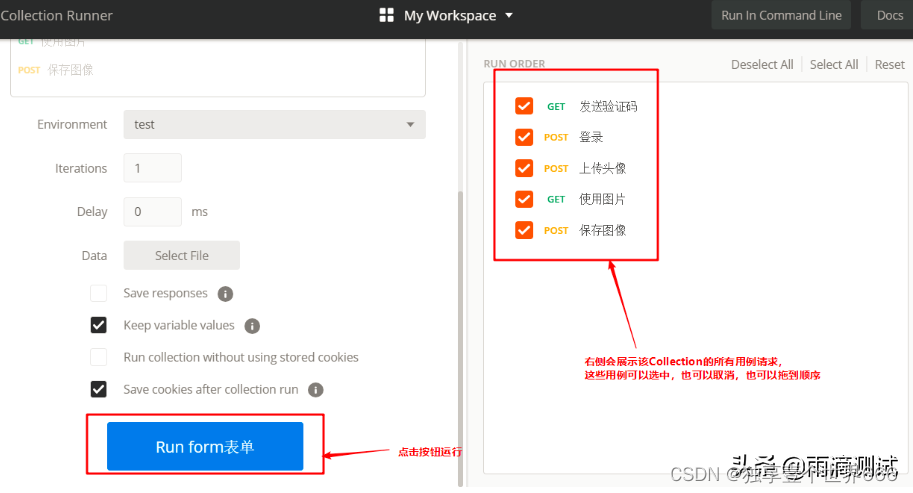 Collection Runner
My Workspace
Run In Command Line
Docs
GET 使用图片
POST 保存图像
Environment
test
Iterations
1
Delay
0
ms
Data
Select File
Save responses
Keep variable values
Run collection without using stored cookies
Save cookies after collection run
Run form表单
点击按钮运行
RUN ORDER
Deselect All
Select All
Reset
GET 发送验证码
POST 登录
POST 上传头像
GET 使用图片
POST 保存图像
右侧会展示该Collection的所有用例请求,
这些用例可以选中，也可以取消，也可以拖到顺序
头条 @雨滴测试
CSDN @独享整个世界666